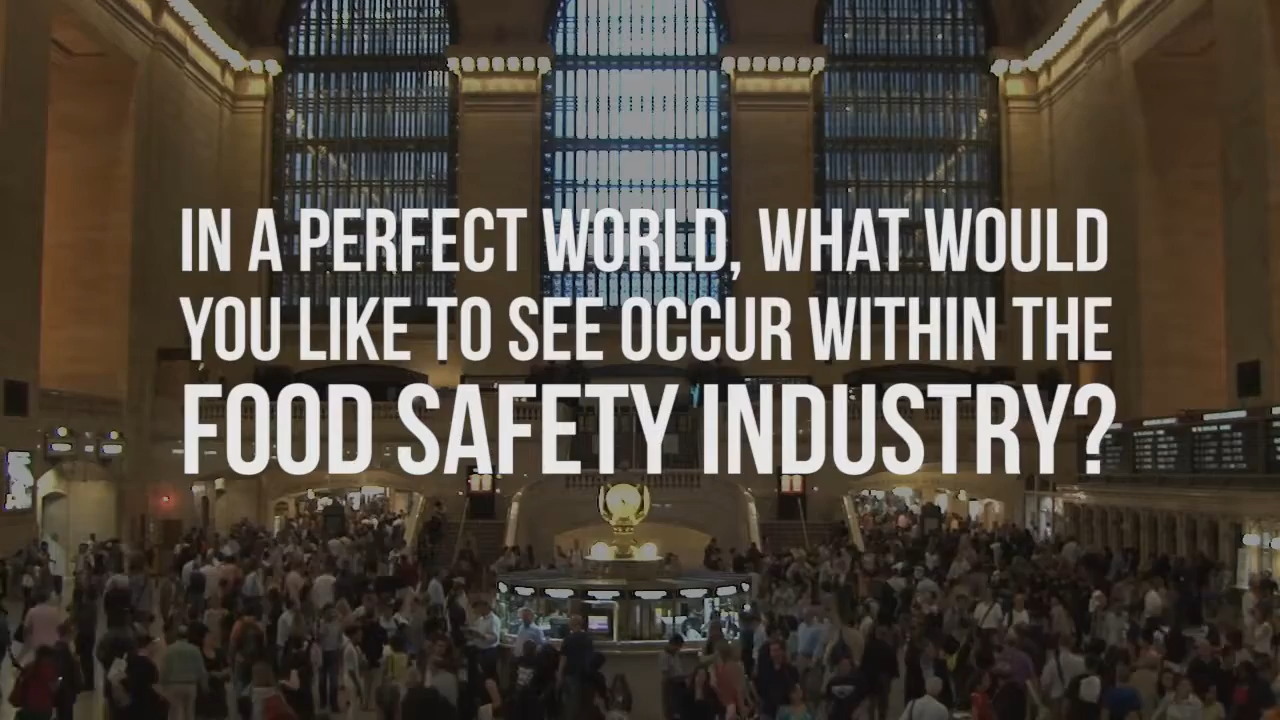 IN A PERFECT WORLD, WHAT WOULD
YOU LIKE TO SEE OCCUR WITHIN THE
FOOD SAFETY INDUSTRY?